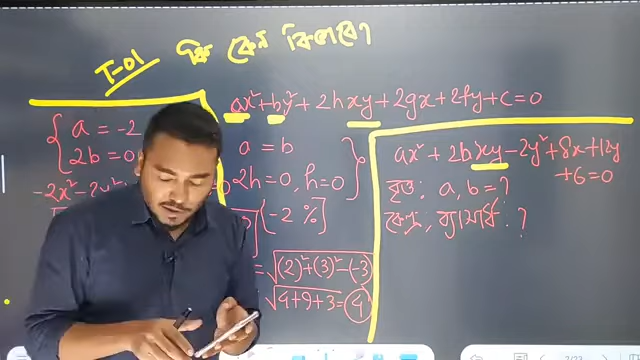 T-01 কি কেন কিভাবে?
ax² + by² + 2hxy + 2gx + 2fy + c = 0
a = -2
2b = 0
-2x² - 2y²
a = b
2h = 0, h = 0
(-2 %]
= √(2)² + (3)² - (-3)
√4 + 9 + 3 = 4
ax² + 2bxy - 2y² + 8x + 12y
+ 6 = 0
বৃত্ত: a, b = ?
কেন্দ্র, ব্যাসার্ধ: ?